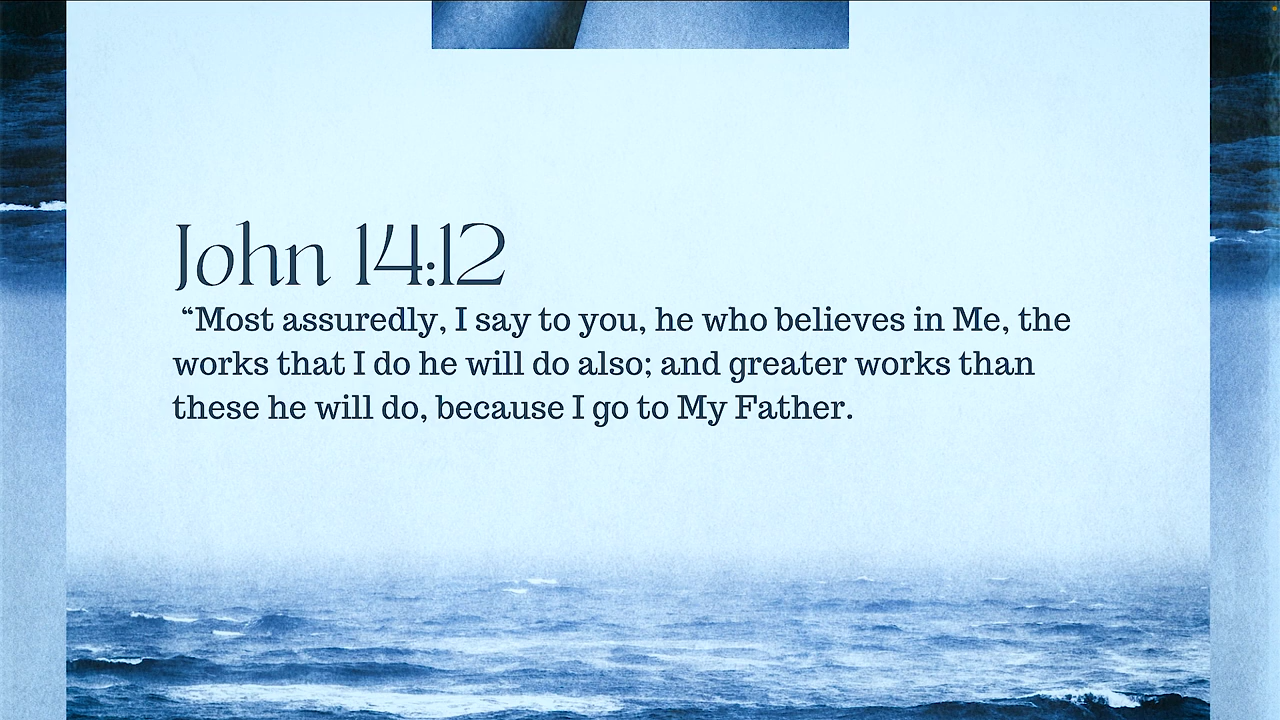 John 14:12
“Most assuredly, I say to you, he who believes in Me, the
works that I do he will do also; and greater works than
these he will do, because I go to My Father.